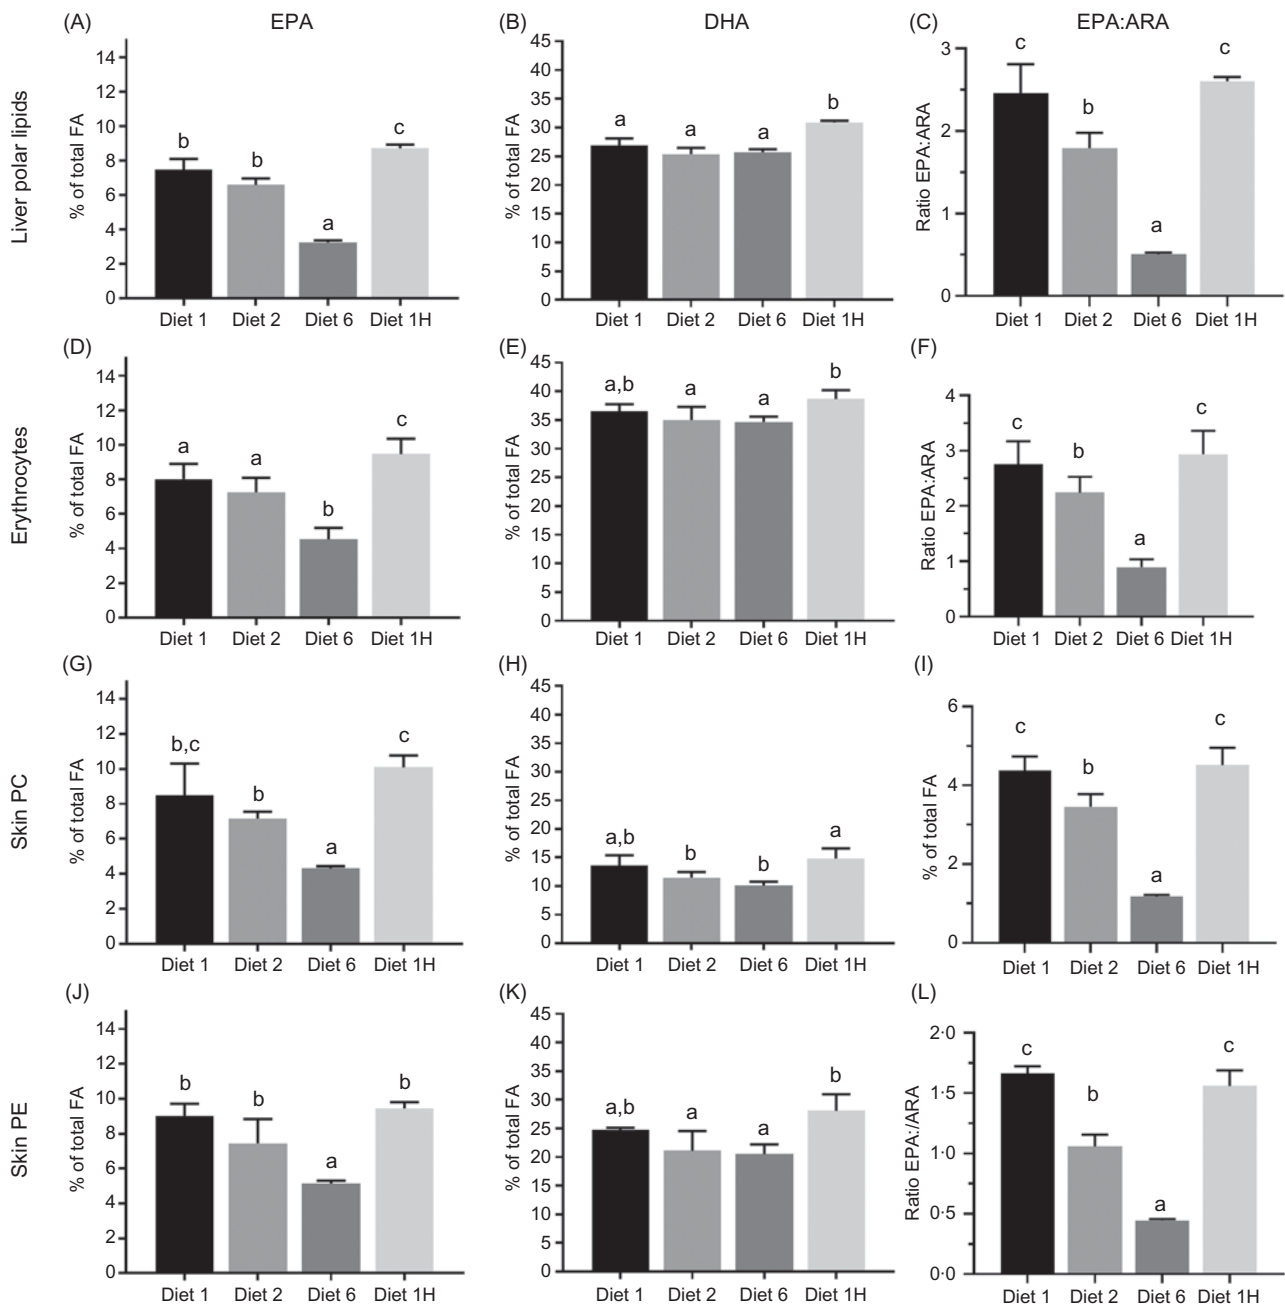 (A) EPA
(B) DHA
(C) EPA:ARA
Liver polar lipids
% of total FA
14
12
10
8
6
4
2
0
b b a c
Diet 1 Diet 2 Diet 6 Diet 1H
% of total FA
45
40
35
30
25
20
15
10
5
0
a a a b
Diet 1 Diet 2 Diet 6 Diet 1H
Ratio EPA:ARA
3
2
1
0
c b a c
Diet 1 Diet 2 Diet 6 Diet 1H
(D)
(E)
(F)
Erythrocytes
% of total FA
14
12
10
8
6
4
2
0
a a b c
Diet 1 Diet 2 Diet 6 Diet 1H
% of total FA
45
40
35
30
25
20
15
10
5
0
a,b a a b
Diet 1 Diet 2 Diet 6 Diet 1H
Ratio EPA:ARA
4
3
2
1
0
c b a c
Diet 1 Diet 2 Diet 6 Diet 1H
(G)
(H)
(I)
Skin PC
% of total FA
14
12
10
8
6
4
2
0
b,c b a c
Diet 1 Diet 2 Diet 6 Diet 1H
% of total FA
45
40
35
30
25
20
15
10
5
0
a,b b b a
Diet 1 Diet 2 Diet 6 Diet 1H
% of total FA
6
4
2
0
c b a c
Diet 1 Diet 2 Diet 6 Diet 1H
(J)
(K)
(L)
Skin PE
% of total FA
14
12
10
8
6
4
2
0
b b a b
Diet 1 Diet 2 Diet 6 Diet 1H
% of total FA
45
40
35
30
25
20
15
10
5
0
a,b a a b
Diet 1 Diet 2 Diet 6 Diet 1H
Ratio EPA:/ARA
2·0
1·5
1·0
0·5
0·0
c b a c
Diet 1 Diet 2 Diet 6 Diet 1H